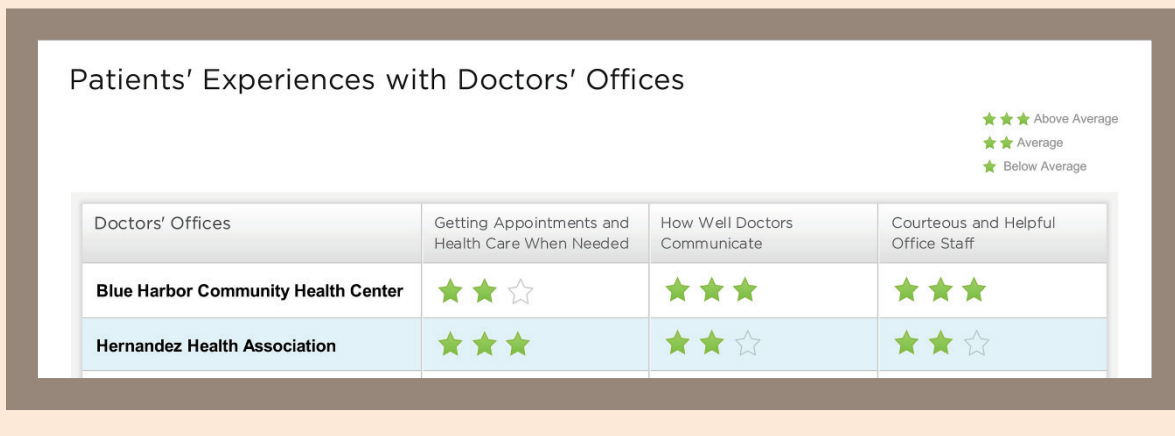 Patients' Experiences with Doctors' Offices
Above Average
Average
Below Average
Doctors' Offices
Getting Appointments and
Health Care When Needed
How Well Doctors
Communicate
Courteous and Helpful
Office Staff
Blue Harbor Community Health Center
Hernandez Health Association